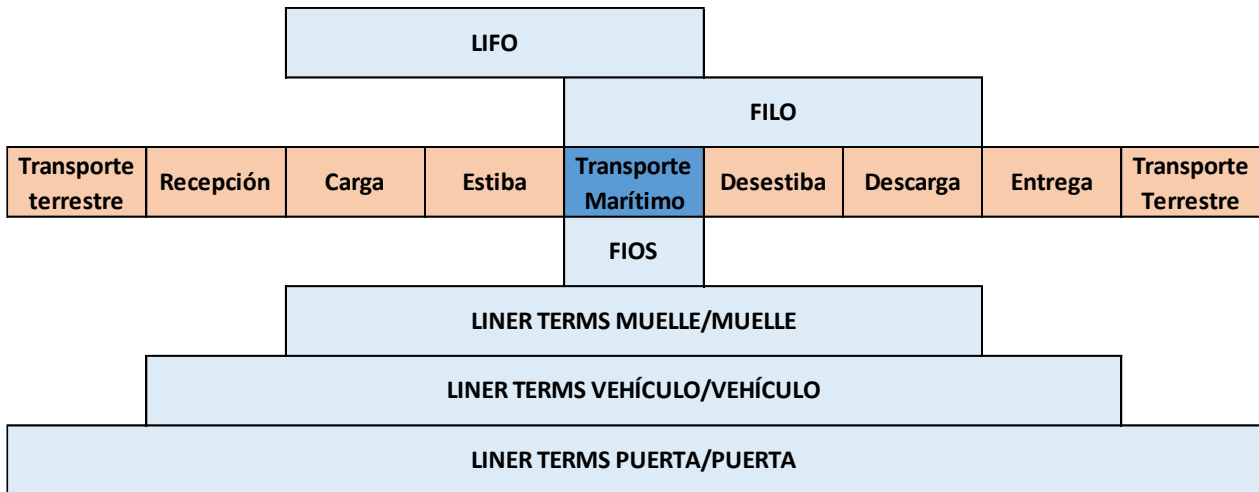 LIFO
FILO
Transporte terrestre
Recepción
Carga
Estiba
Transporte Marítimo
Desestiba
Descarga
Entrega
Transporte Terrestre
FIOS
LINER TERMS MUELLE/MUELLE
LINER TERMS VEHÍCULO/VEHÍCULO
LINER TERMS PUERTA/PUERTA